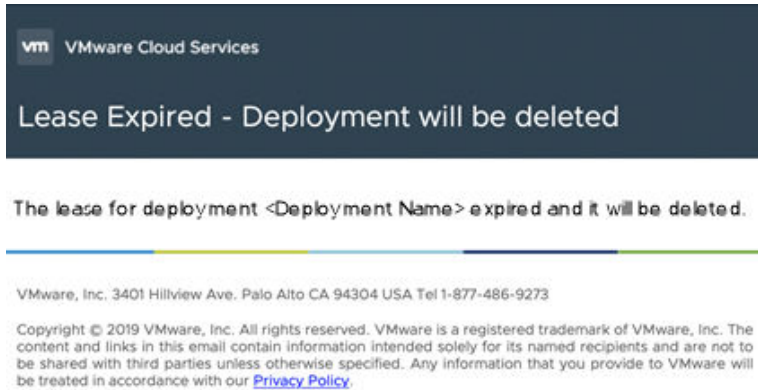 vm VMware Cloud Services
Lease Expired - Deployment will be deleted
The lease for deployment <Deployment Name> expired and it will be deleted.
VMware, Inc. 3401 Hillview Ave. Palo Alto CA 94304 USA Tel 1-877-486-9273
Copyright © 2019 VMware, Inc. All rights reserved. VMware is a registered trademark of VMware, Inc. The
content and links in this email contain information intended solely for its named recipients and are not to
be shared with third parties unless otherwise specified. Any information that you provide to VMware will
be treated in accordance with our Privacy Policy.